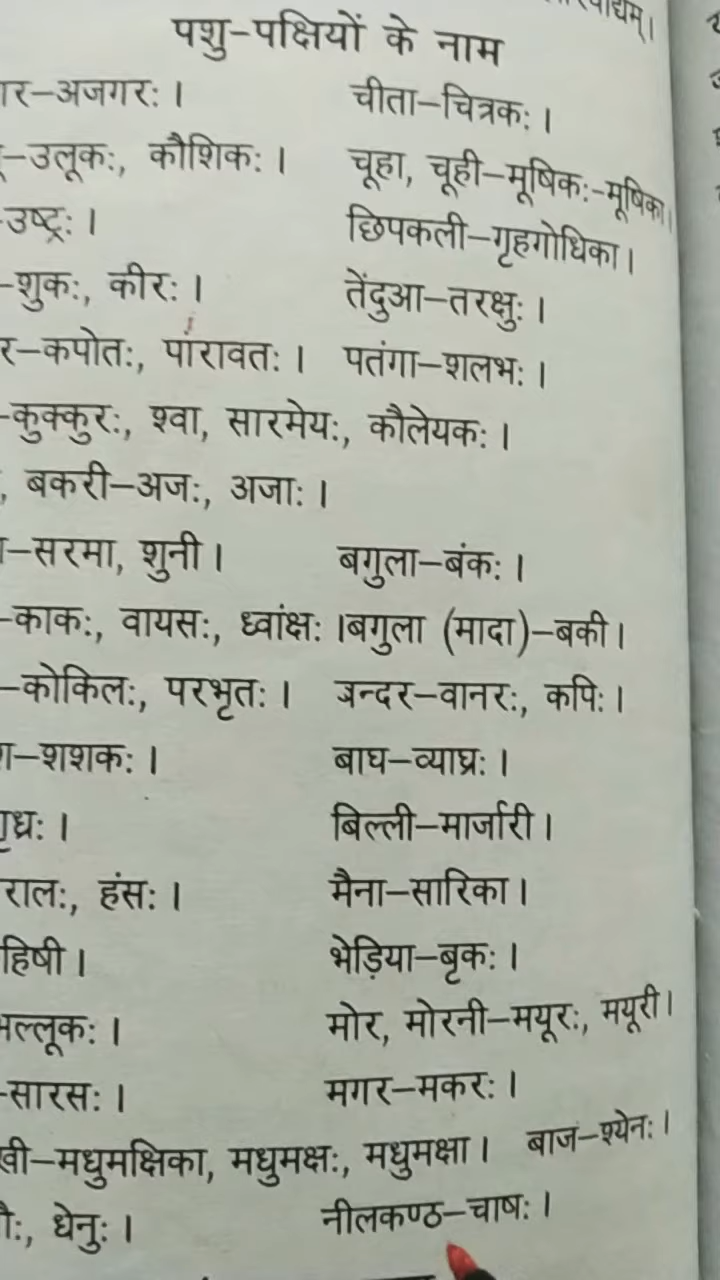 पशु-पक्षियों के नाम
अजगरः । चीता–चित्रकः ।
उलूकः, कौशिकः । चूहा, चूही–मूषिकः–मूषिका।
उष्ट्रः । छिपकली–गृहगोधिका।
शुकः, कीरः । तेंदुआ–तरक्षुः ।
कपोतः, पांरावतः । पतंगा–शलभः ।
कुक्कुरः, श्वा, सारमेयः, कौलेयकः ।
बकरी–अजः, अजाः ।
सरमा, शुनी । बगुला–बंकः ।
काकः, वायसः, ध्वांक्षः । बगुला (मादा)–बकी।
कोकिलः, परभृतः । बन्दर–वानरः, कपिः ।
शशकः । बाघ–व्याघ्रः ।
बिल्ली–मार्जारी।
हंसः । मैना–सारिका।
भेड़िया–बृकः ।
मोर, मोरनी–मयूरः, मयूरी।
सारसः । मगर–मकरः ।
मधुमक्षिका, मधुमक्षः, मधुमक्षा। बाज–श्येनः ।
धेनुः । नीलकण्ठ–चाषः ।